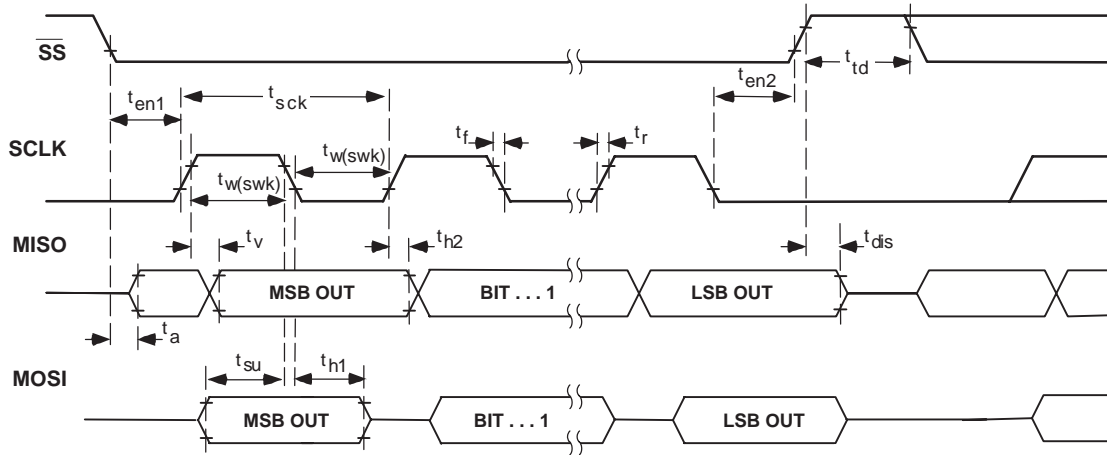 SS
t_td
t_en1
t_sck
t_en2
SCLK
t_f
t_r
t_w(swk)
t_w(swk)
MISO
t_v
t_h2
t_dis
MSB OUT
BIT . . . 1
LSB OUT
t_a
MOSI
t_su
t_h1
MSB OUT
BIT . . . 1
LSB OUT